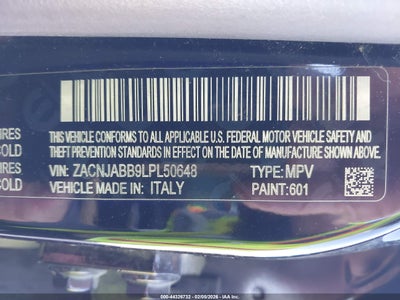 THIS VEHICLE CONFORMS TO ALL APPLICABLE U.S. FEDERAL MOTOR VEHICLE SAFETY AND
THEFT PREVENTION STANDARDS IN EFFECT ON THE DATE OF MANUFACTURE SHOWN ABOVE.
IRES
COLD
VIN: ZACNJABB9LPL50648 TYPE: MPV
VEHICLE MADE IN: ITALY PAINT: 601
IRES
COLD
000-44326732 - 02/09/2026 - IAA Inc.